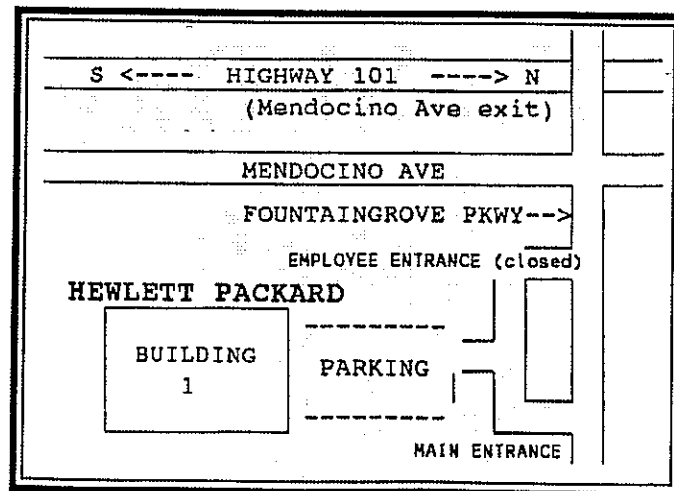 S <---- HIGHWAY 101 ----> N
(Mendocino Ave exit)
MENDOCINO AVE
FOUNTAINGROVE PKWY-->
EMPLOYEE ENTRANCE (closed)
HEWLETT PACKARD
BUILDING
1
PARKING
MAIN ENTRANCE